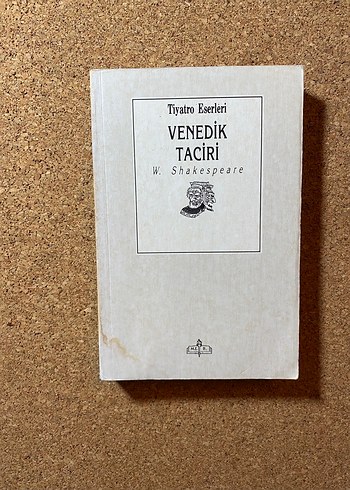 Tiyatro Eserleri
VENEDİK
TACİRİ
W. Shakespeare